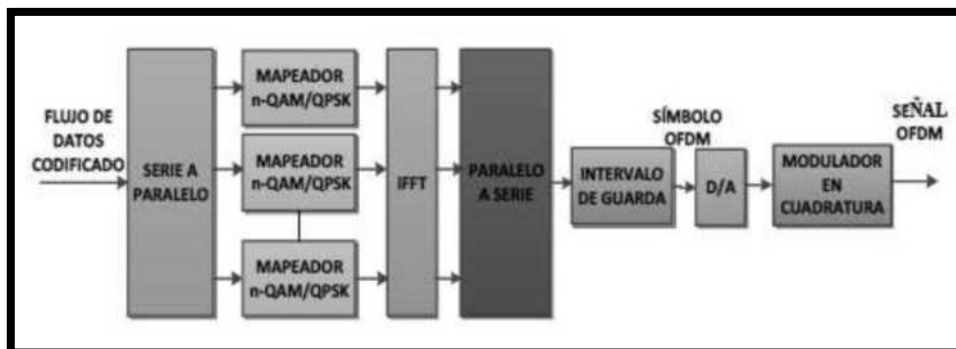 FLUJO DE
DATOS
CODIFICADO
SERIE A
PARALELO
MAPEADOR
n-QAM/QPSK
MAPEADOR
n-QAM/QPSK
MAPEADOR
n-QAM/QPSK
IFFT
PARALELO
A SERIE
INTERVALO
DE GUARDA
SÍMBOLO
OFDM
D/A
MODULADOR
EN
CUADRATURA
SEÑAL
OFDM